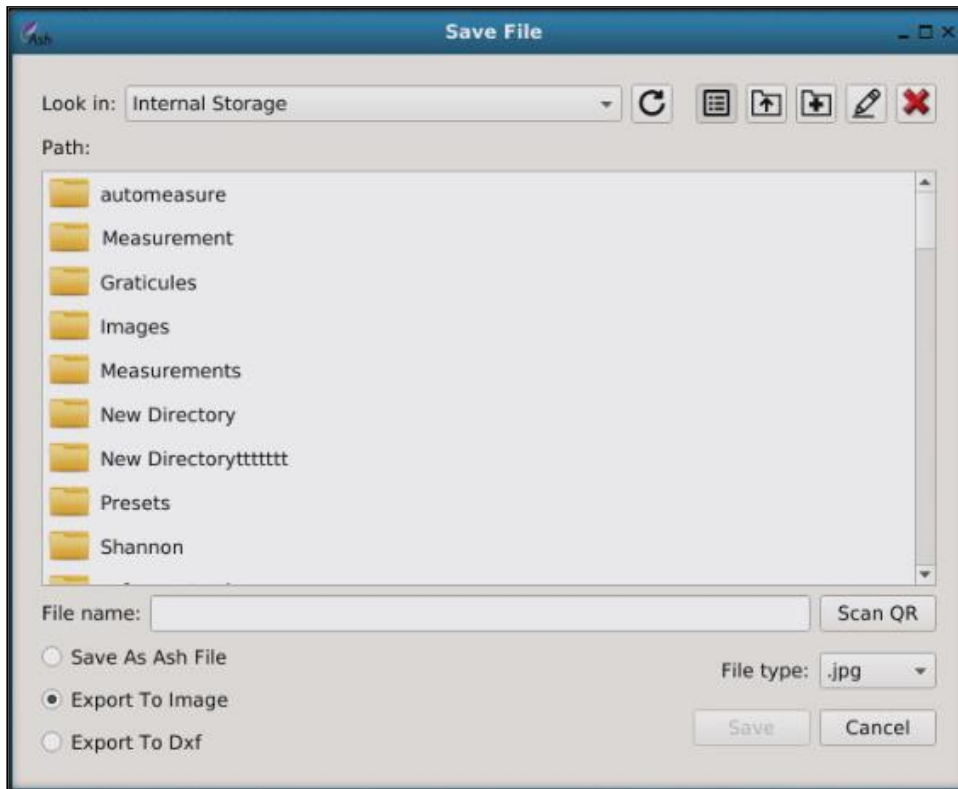 Ash
Save File
Look in: Internal Storage
Path:
automeasure
Measurement
Graticules
Images
Measurements
New Directory
New Directoryttttttt
Presets
Shannon
File name:
Scan QR
Save As Ash File
File type: .jpg
Export To Image
Save
Cancel
Export To Dxf